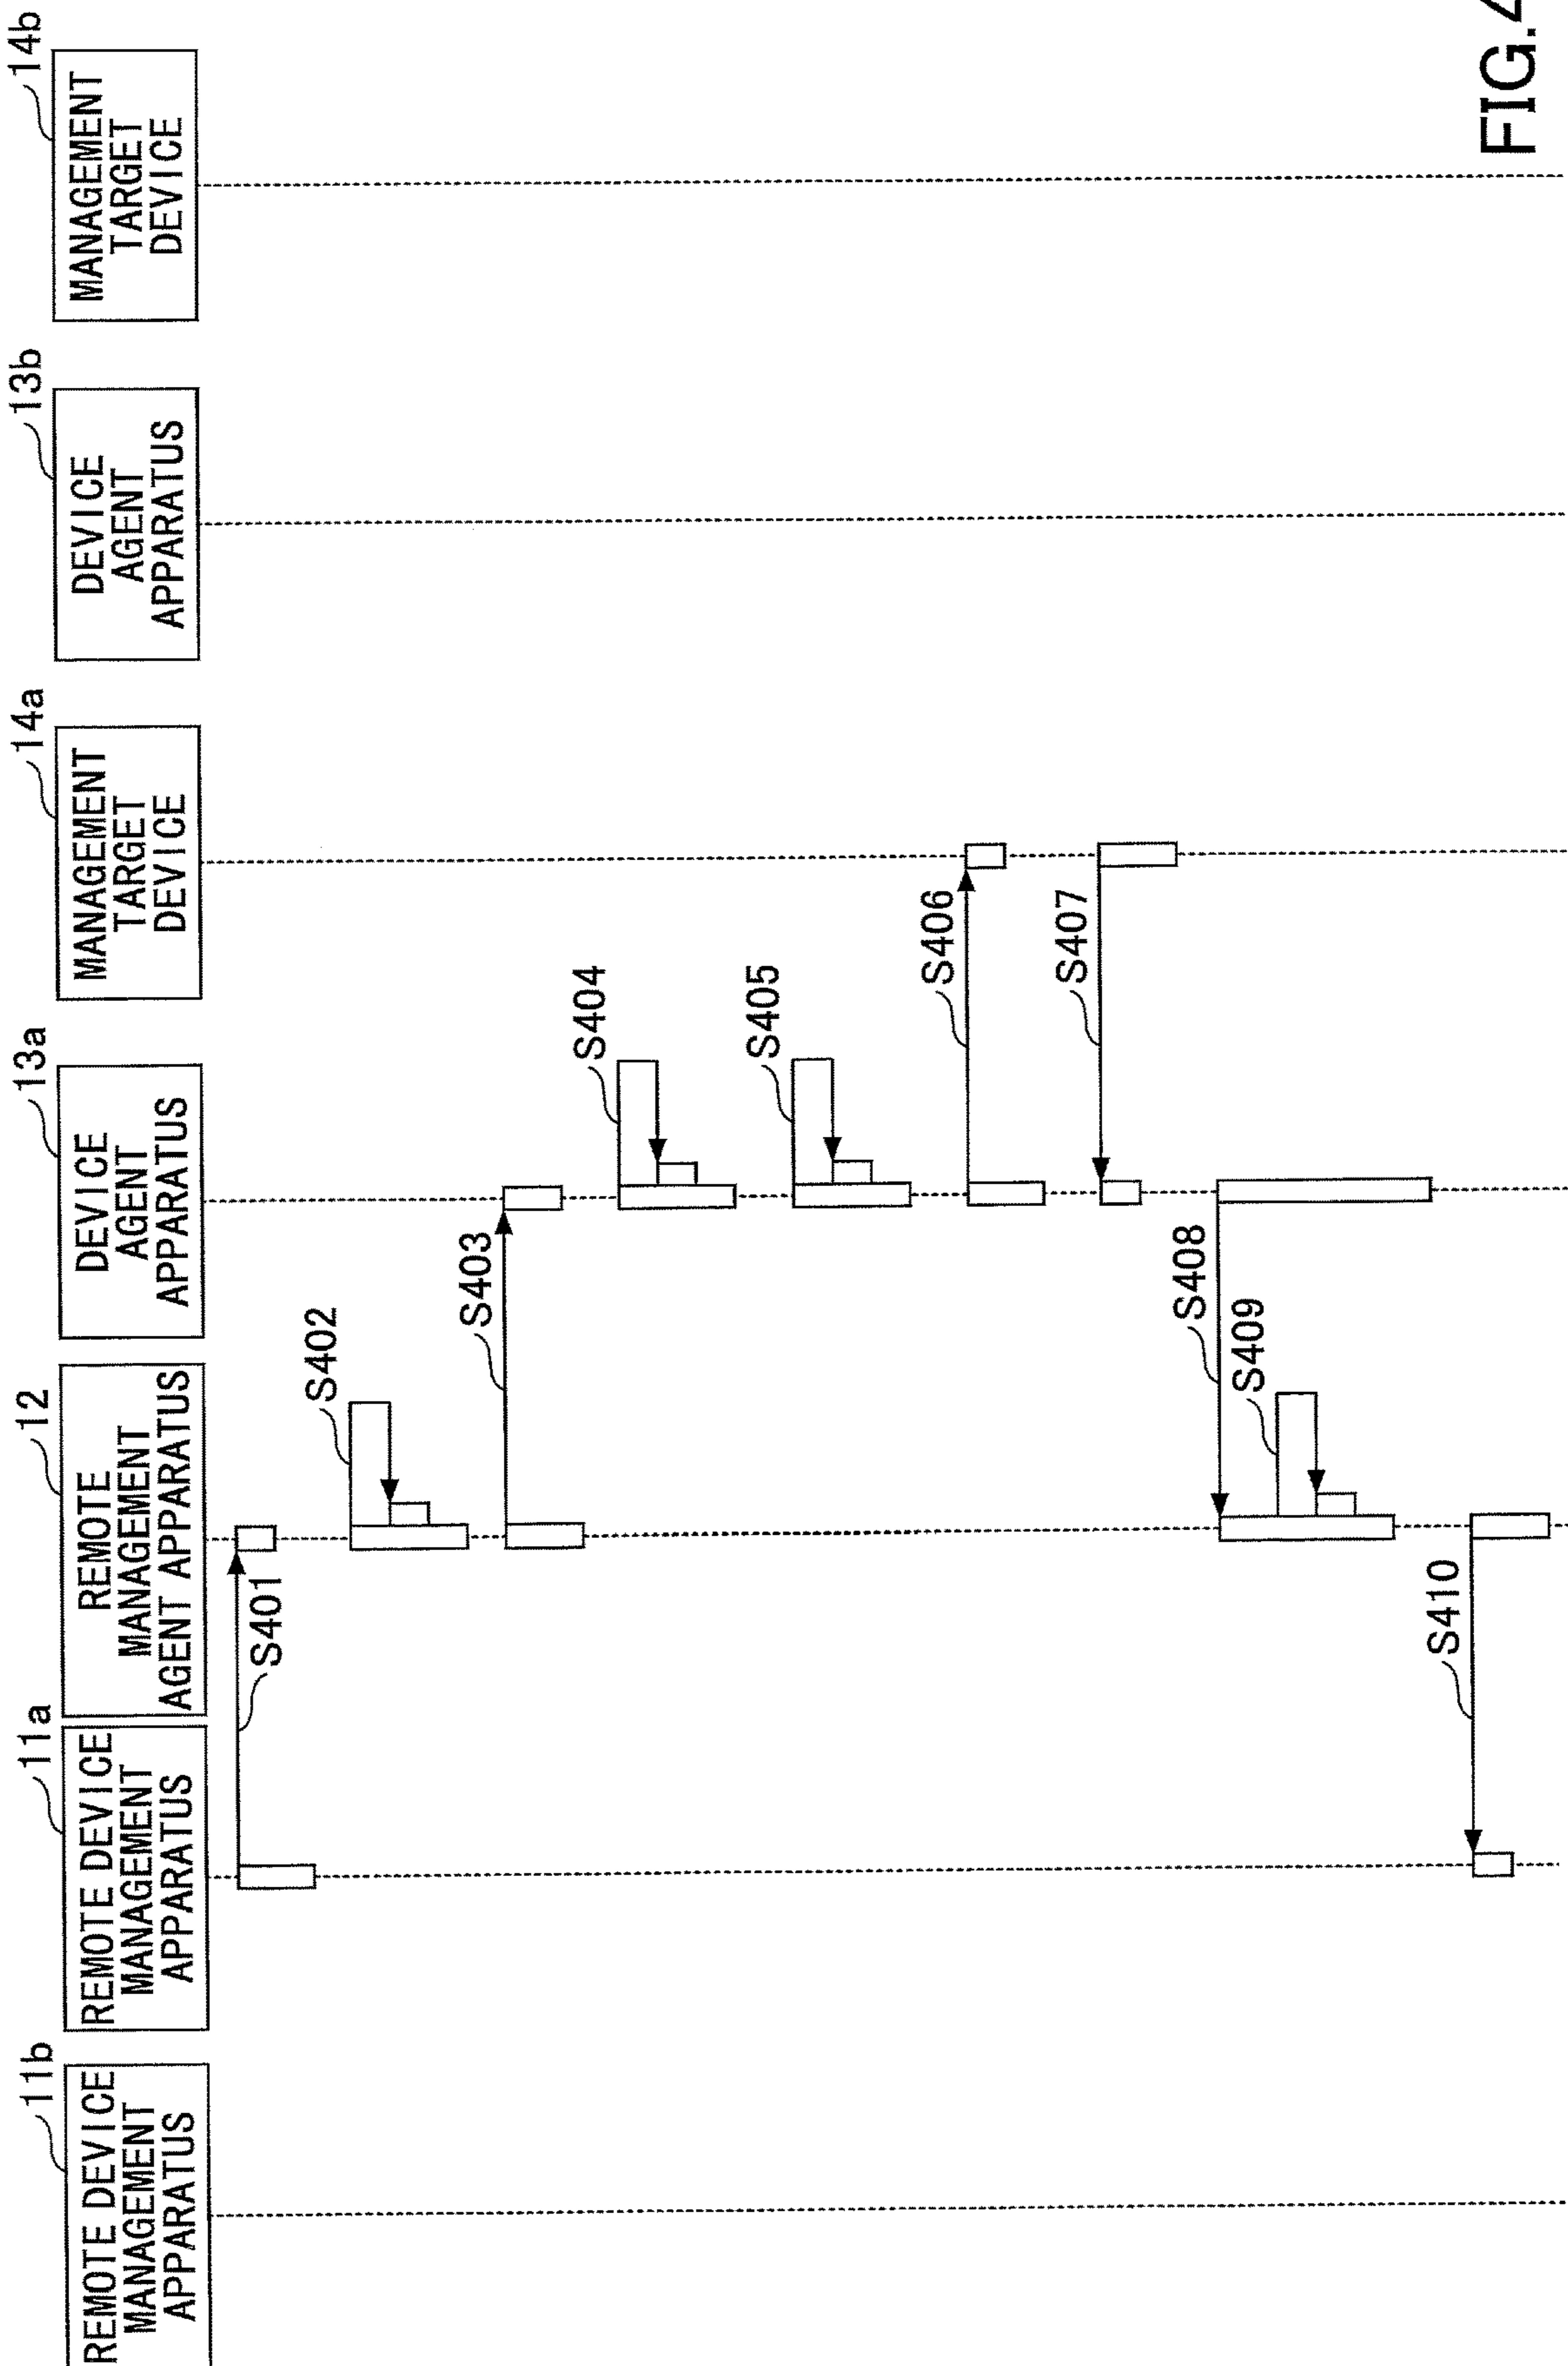 11b
REMOTE DEVICE
MANAGEMENT
APPARATUS
11a
REMOTE DEVICE
MANAGEMENT
APPARATUS
12
REMOTE
MANAGEMENT
AGENT APPARATUS
13a
DEVICE
AGENT
APPARATUS
14a
MANAGEMENT
TARGET
DEVICE
13b
DEVICE
AGENT
APPARATUS
14b
MANAGEMENT
TARGET
DEVICE
S401
S402
S403
S404
S405
S406
S407
S408
S409
S410
FIG.4